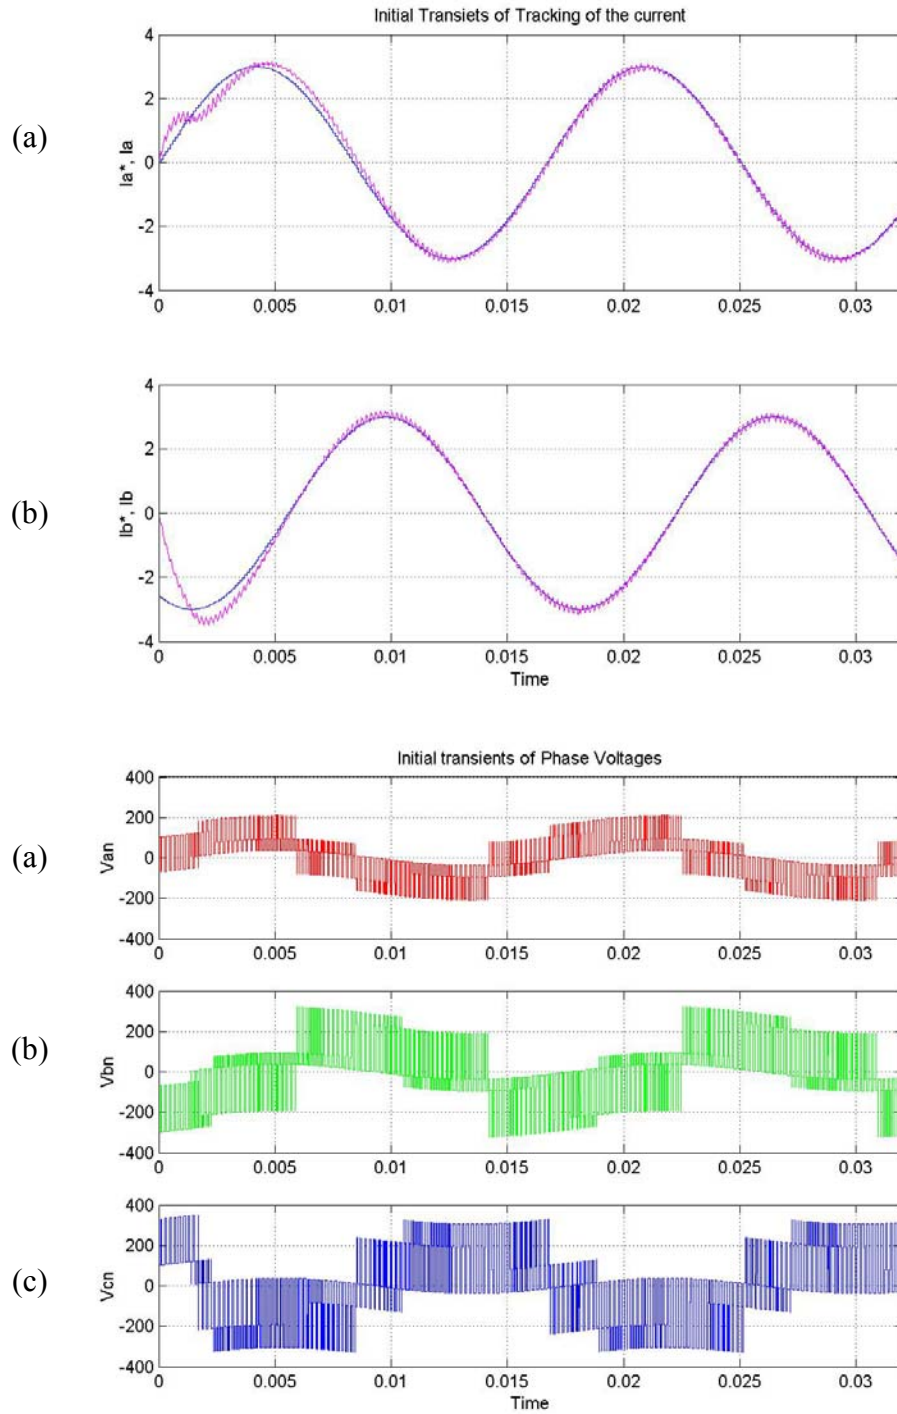 Initial Transiets of Tracking of the current
(a)
Ia*, Ia
4
2
0
-2
-4
0 0.005 0.01 0.015 0.02 0.025 0.03
(b)
Ib*, Ib
4
2
0
-2
-4
0 0.005 0.01 0.015 0.02 0.025 0.03
Time
Initial transients of Phase Voltages
(a)
Van
400
200
0
-200
-400
0 0.005 0.01 0.015 0.02 0.025 0.03
(b)
Vbn
400
200
0
-200
-400
0 0.005 0.01 0.015 0.02 0.025 0.03
(c)
Vcn
400
200
0
-200
-400
0 0.005 0.01 0.015 0.02 0.025 0.03
Time